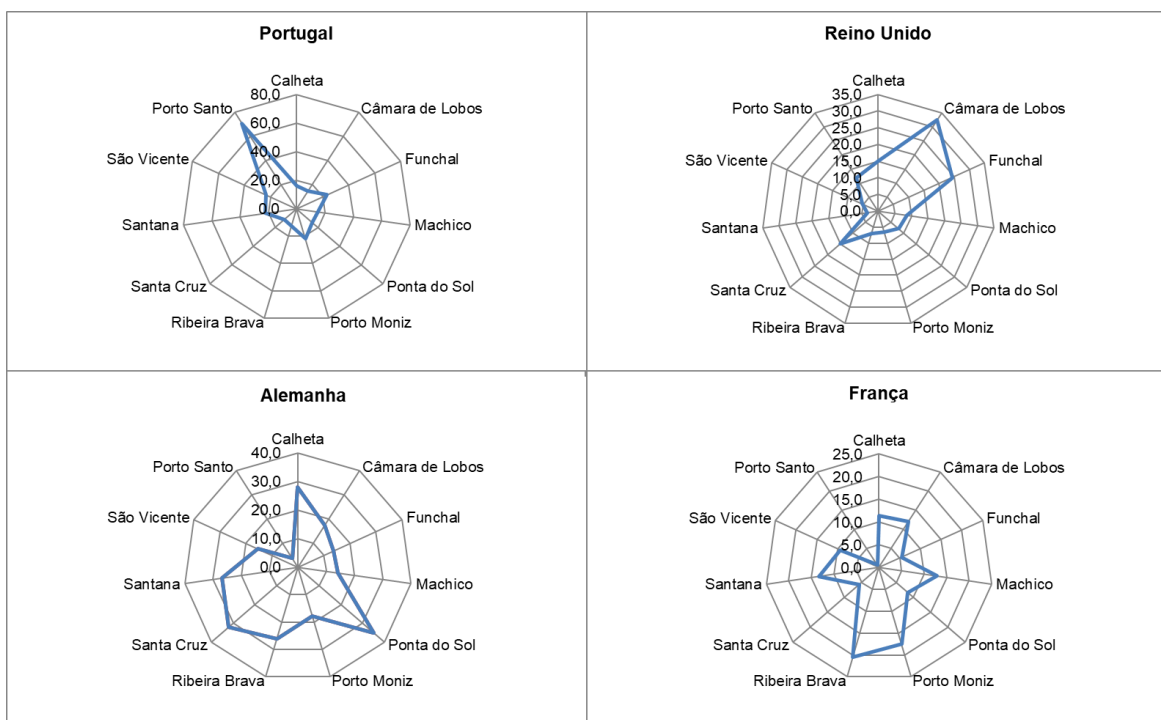 Portugal
Calheta
Câmara de Lobos
Funchal
Machico
Ponta do Sol
Porto Moniz
Ribeira Brava
Santa Cruz
Santana
São Vicente
Porto Santo
80,0
60,0
40,0
20,0
0,0
Reino Unido
Calheta
Câmara de Lobos
Funchal
Machico
Ponta do Sol
Porto Moniz
Ribeira Brava
Santa Cruz
Santana
São Vicente
Porto Santo
35,0
30,0
25,0
20,0
15,0
10,0
5,0
0,0
Alemanha
Calheta
Câmara de Lobos
Funchal
Machico
Ponta do Sol
Porto Moniz
Ribeira Brava
Santa Cruz
Santana
São Vicente
Porto Santo
40,0
30,0
20,0
10,0
0,0
França
Calheta
Câmara de Lobos
Funchal
Machico
Ponta do Sol
Porto Moniz
Ribeira Brava
Santa Cruz
Santana
São Vicente
Porto Santo
25,0
20,0
15,0
10,0
5,0
0,0